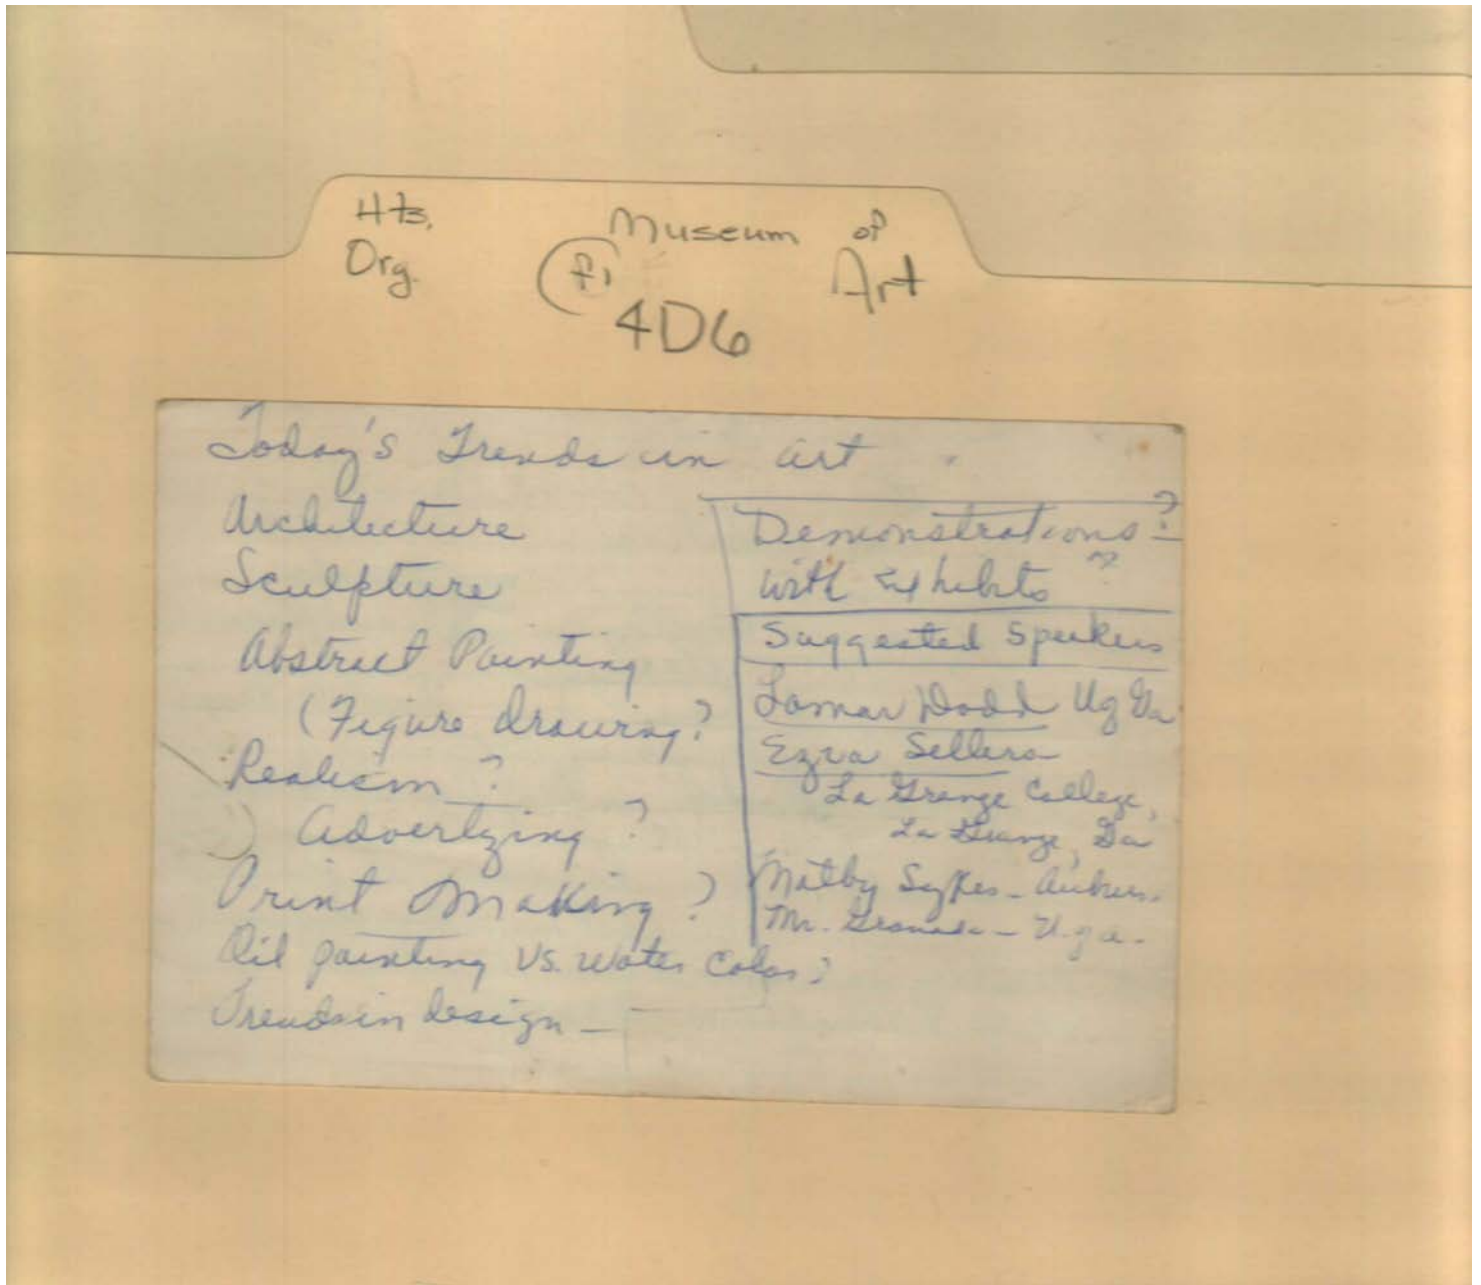 Hts. Museum of
Org. Art
4D6
Today's Trends in art
Architecture
Sculpture
Abstract Painting
(Figure drawing?
Realism?
Advertizing?
Print Making?
Oil painting vs. water color?
Trends in design —
Demonstrations?
with Exhibits?
Suggested Speakers
Lamar Dodd U g Ga
Ezra Sellers
La Grange College,
La Grange, Ga
Maltby Sykes - Auburn.
Mr. — U.g.a.